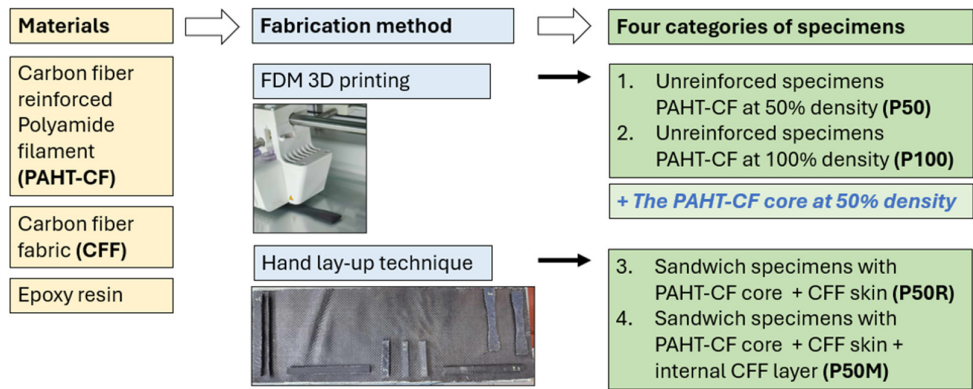 Materials
Carbon fiber
reinforced
Polyamide
filament
(PAHT-CF)
Carbon fiber
fabric (CFF)
Epoxy resin
Fabrication method
FDM 3D printing
Hand lay-up technique
Four categories of specimens
1. Unreinforced specimens
PAHT-CF at 50% density (P50)
2. Unreinforced specimens
PAHT-CF at 100% density (P100)
+ The PAHT-CF core at 50% density
3. Sandwich specimens with
PAHT-CF core + CFF skin (P50R)
4. Sandwich specimens with
PAHT-CF core + CFF skin +
internal CFF layer (P50M)